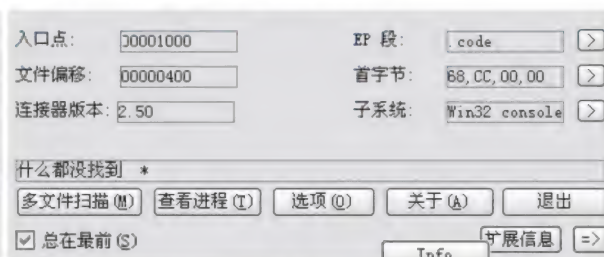 入口点: 00001000 EP 段: .code >
文件偏移: 00000400 首字节: 68,CC,00,00 >
连接器版本: 2.50 子系统: Win32 console >
什么都没找到 *
多文件扫描(M) 查看进程(T) 选项(O) 关于(A) 退出
总在最前(S) 扩展信息 =>
Info